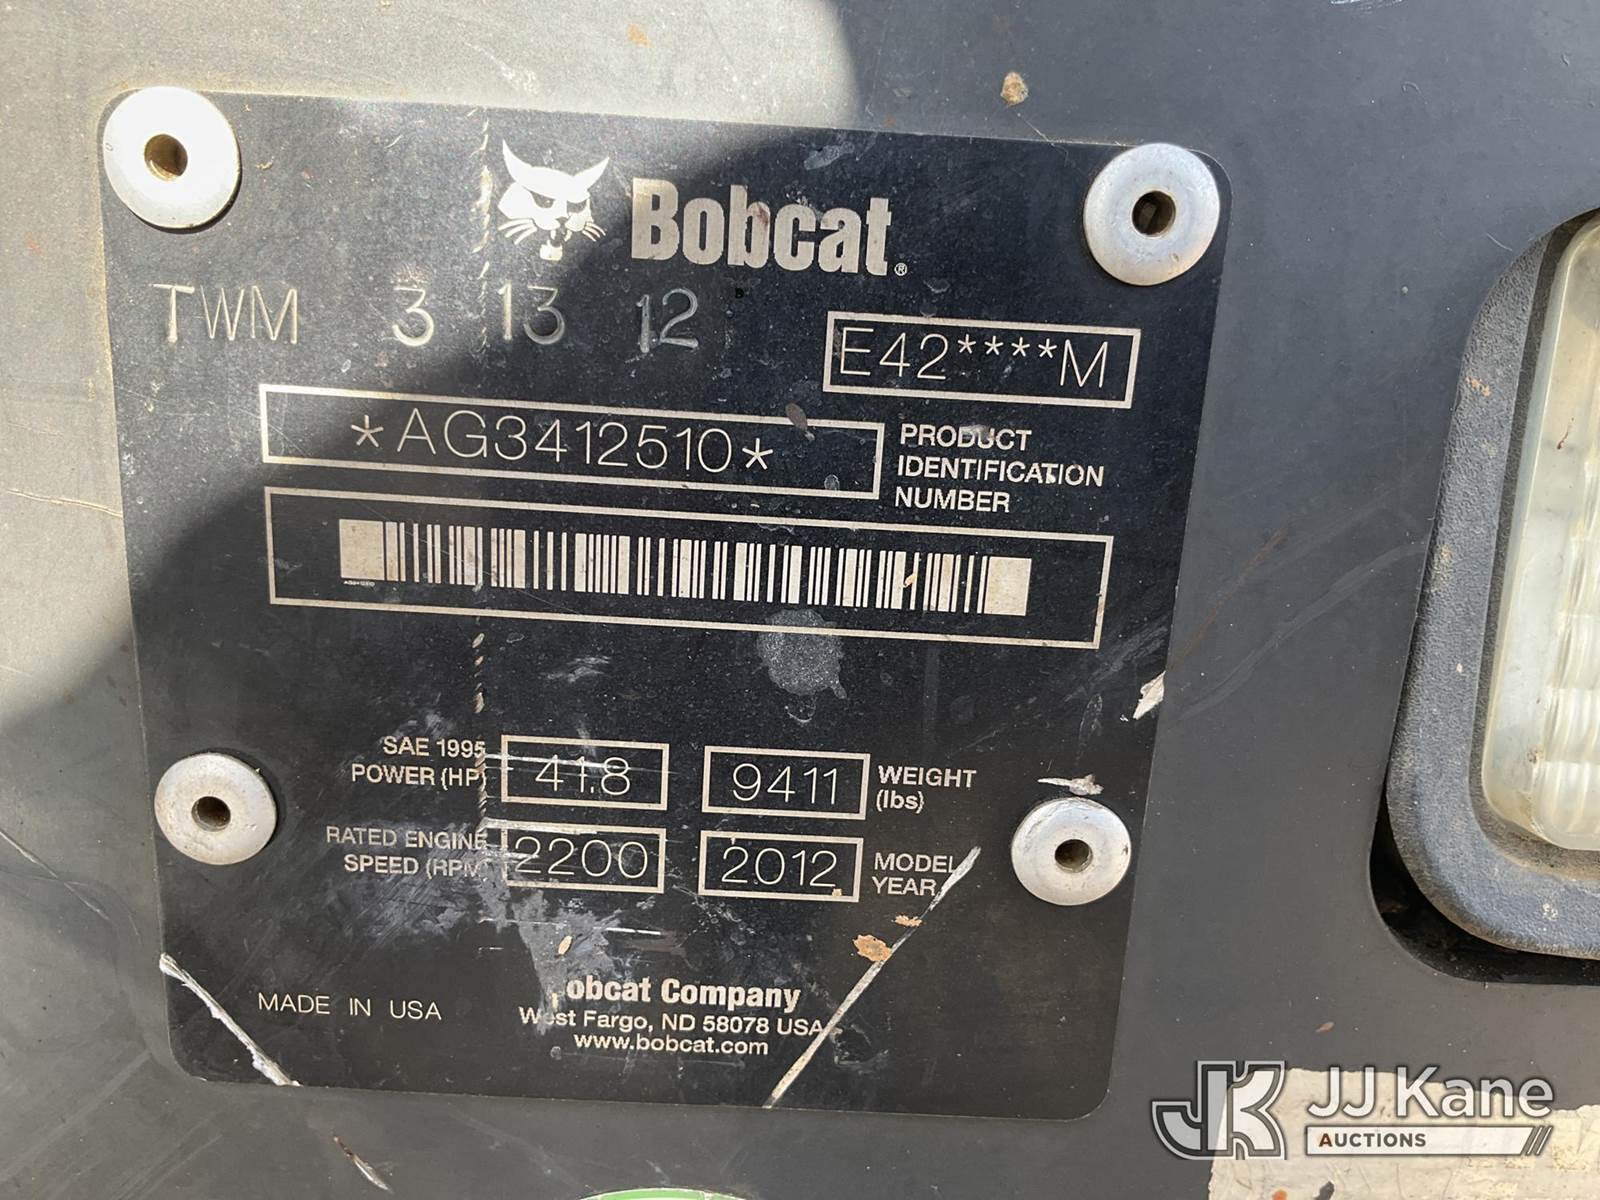 Bobcat®
TWM 3 13 12
E42****M
*AG3412510*
PRODUCT
IDENTIFICATION
NUMBER
SAE 1995
POWER (HP)
41.8
9411
WEIGHT
(lbs)
RATED ENGINE
SPEED (RPM)
2200
2012
MODEL
YEAR
MADE IN USA
Bobcat Company
West Fargo, ND 58078 USA
www.bobcat.com
JK JJ Kane
AUCTIONS